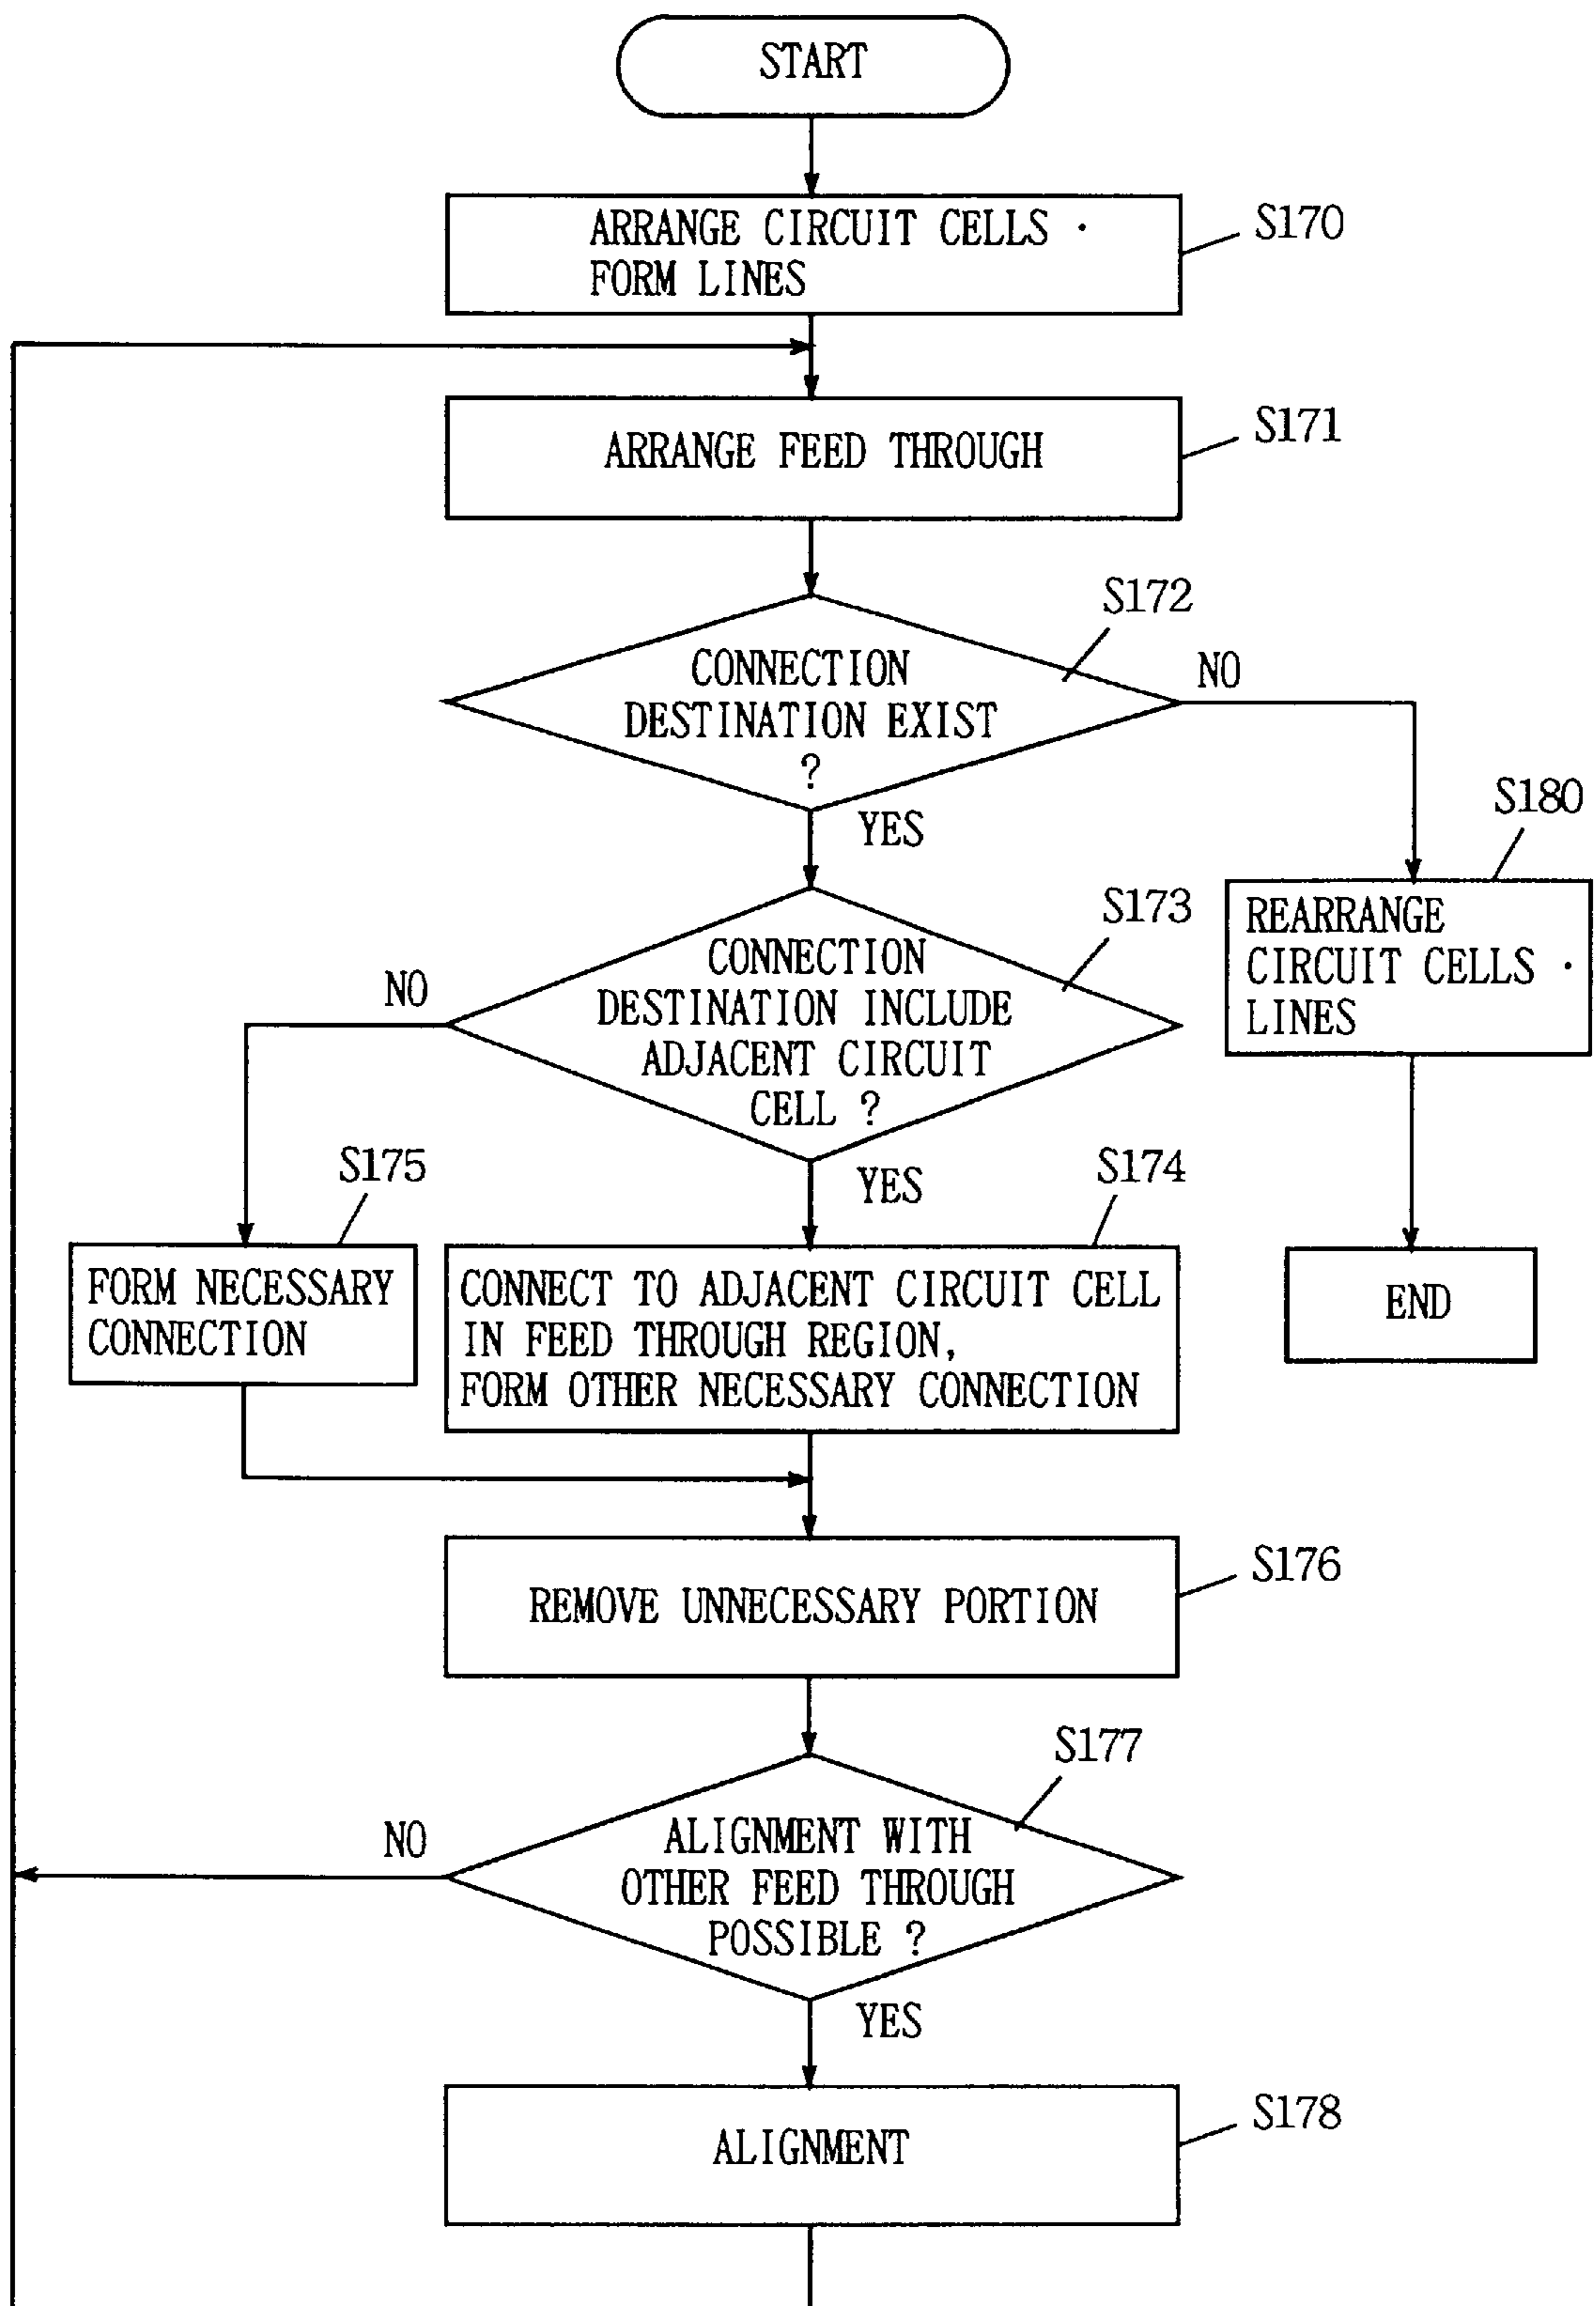 START
ARRANGE CIRCUIT CELLS ·
FORM LINES
S170
ARRANGE FEED THROUGH
S171
CONNECTION
DESTINATION EXIST
?
S172
NO
YES
CONNECTION
DESTINATION INCLUDE
ADJACENT CIRCUIT
CELL ?
S173
NO
YES
REARRANGE
CIRCUIT CELLS ·
LINES
S180
END
FORM NECESSARY
CONNECTION
S175
CONNECT TO ADJACENT CIRCUIT CELL
IN FEED THROUGH REGION,
FORM OTHER NECESSARY CONNECTION
S174
REMOVE UNNECESSARY PORTION
S176
ALIGNMENT WITH
OTHER FEED THROUGH
POSSIBLE ?
S177
NO
YES
ALIGNMENT
S178